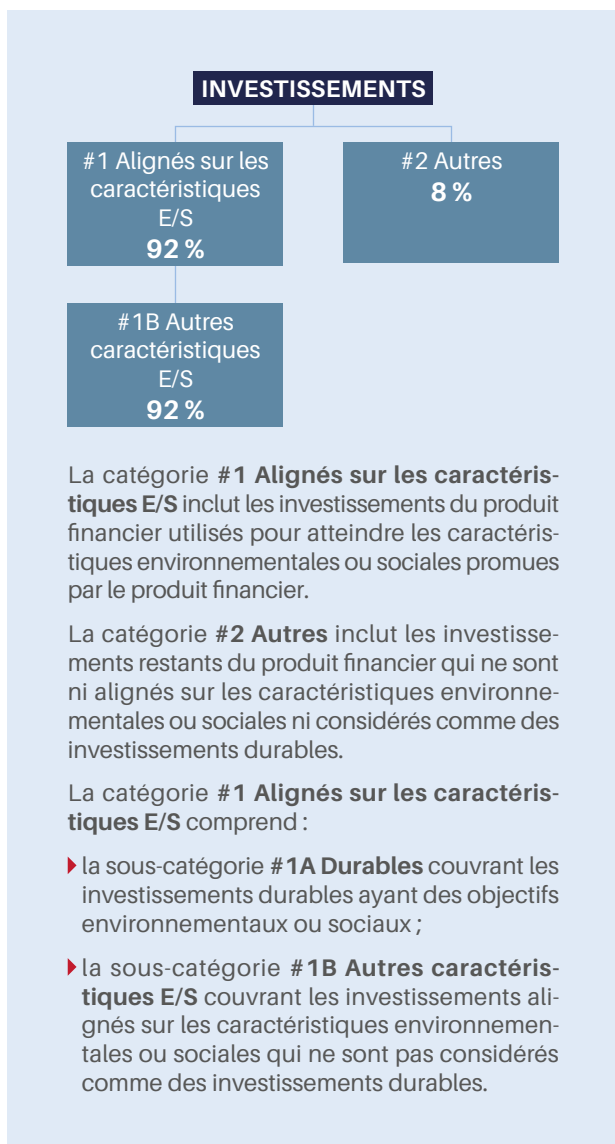 INVESTISSEMENTS
#1 Alignés sur les
caractéristiques
E/S
92 %
#2 Autres
8 %
#1B Autres
caractéristiques
E/S
92 %
La catégorie #1 Alignés sur les caractéris-
tiques E/S inclut les investissements du produit
financier utilisés pour atteindre les caractéris-
tiques environnementales ou sociales promues
par le produit financier.
La catégorie #2 Autres inclut les investisse-
ments restants du produit financier qui ne sont
ni alignés sur les caractéristiques environne-
mentales ou sociales ni considérés comme des
investissements durables.
La catégorie #1 Alignés sur les caractéris-
tiques E/S comprend :
la sous-catégorie #1A Durables couvrant les
investissements durables ayant des objectifs
environnementaux ou sociaux ;
la sous-catégorie #1B Autres caractéris-
tiques E/S couvrant les investissements ali-
gnés sur les caractéristiques environnemen-
tales ou sociales qui ne sont pas considérés
comme des investissements durables.